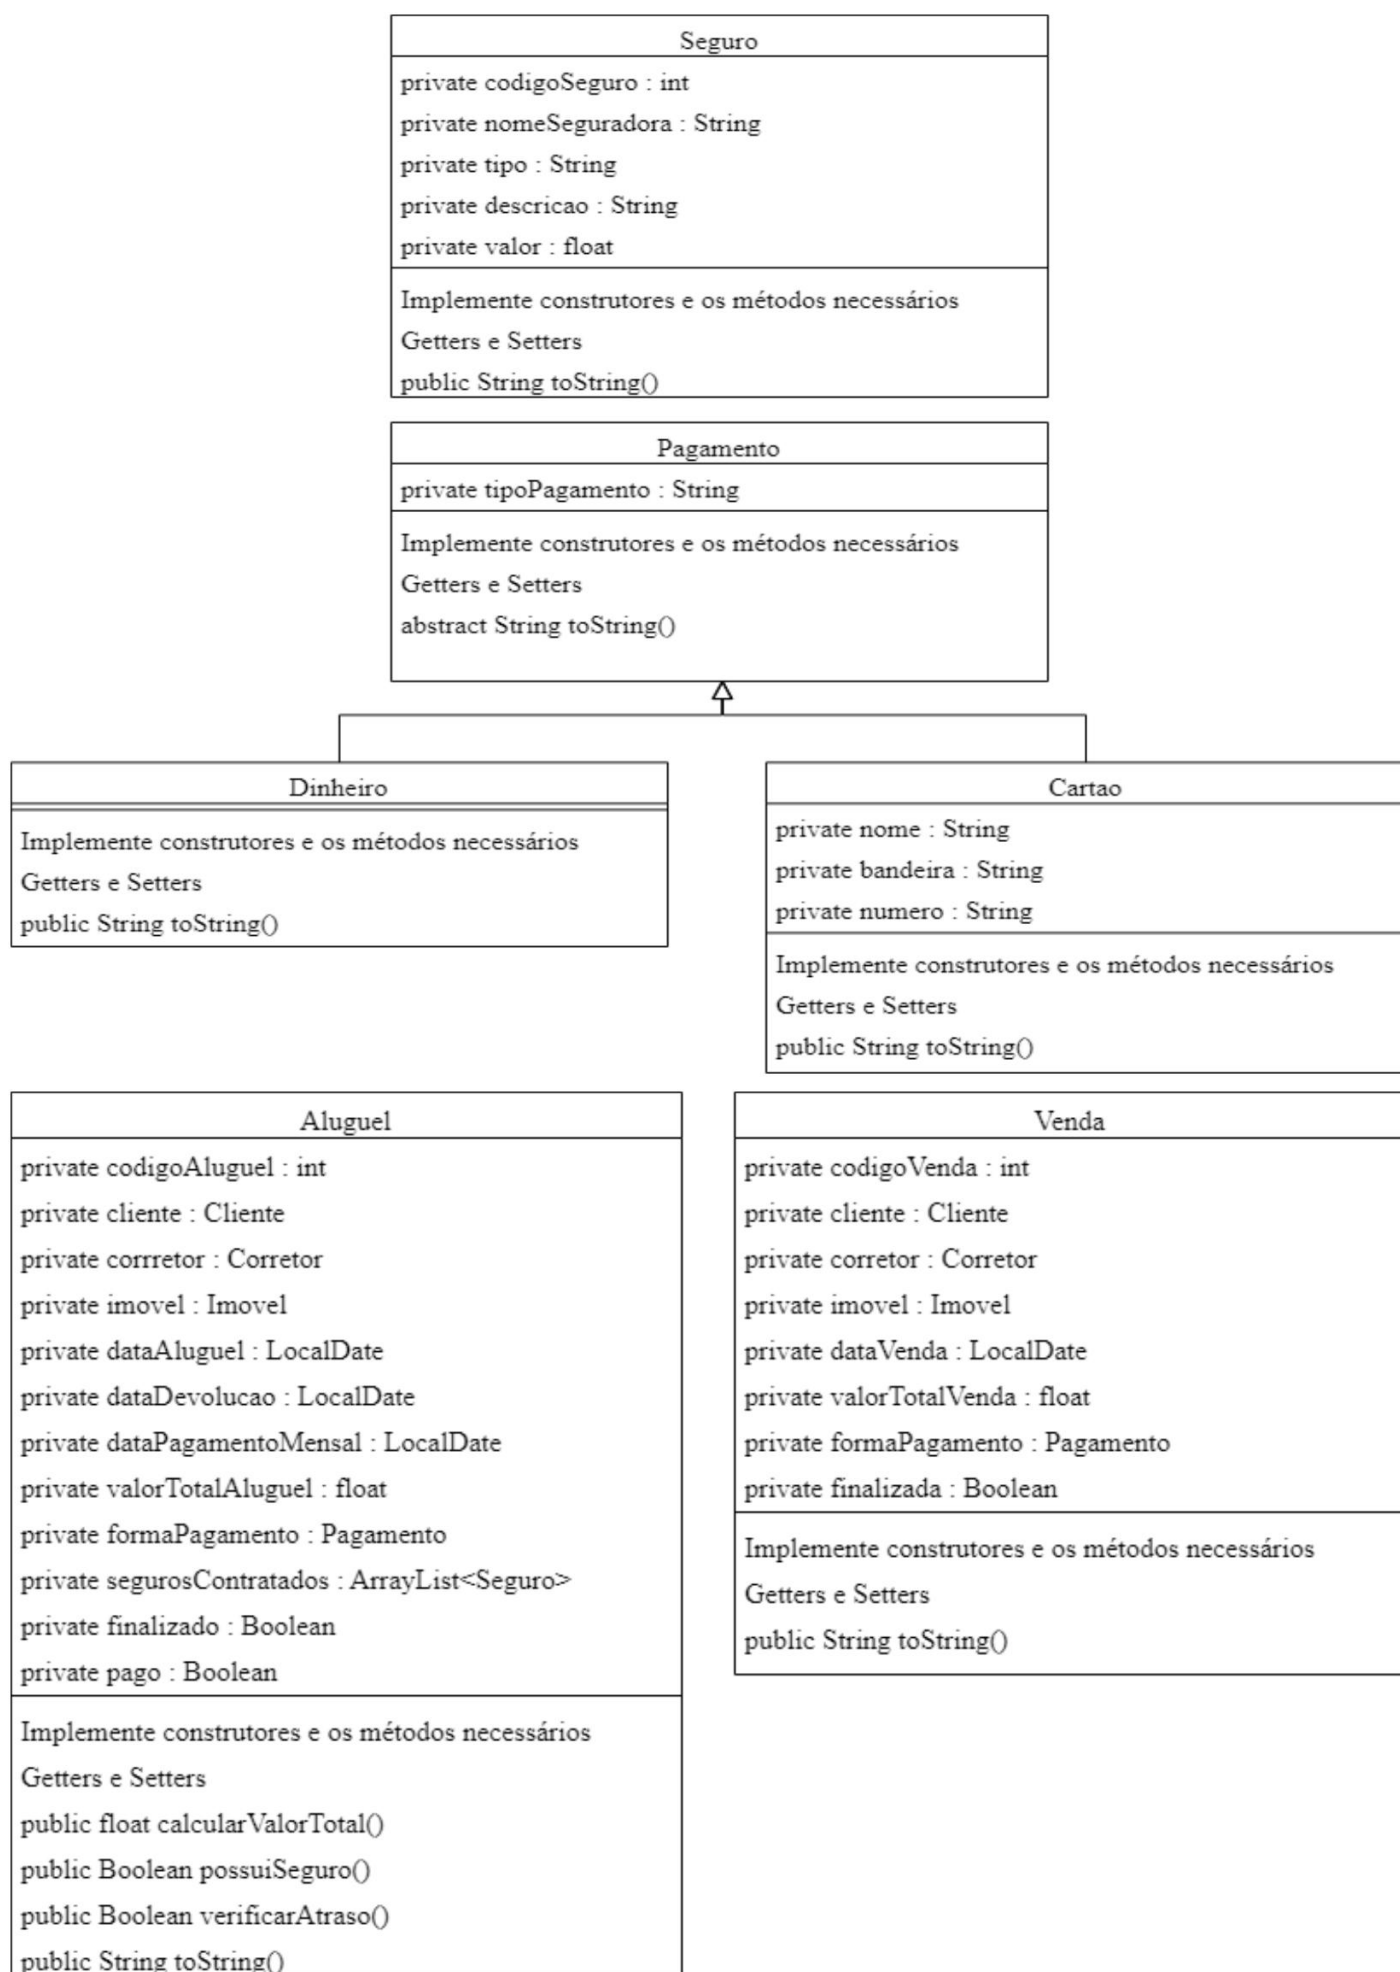 Seguro
private codigoSeguro : int
private nomeSeguradora : String
private tipo : String
private descricao : String
private valor : float
Implemente construtores e os métodos necessários
Getters e Setters
public String toString()
Pagamento
private tipoPagamento : String
Implemente construtores e os métodos necessários
Getters e Setters
abstract String toString()
Dinheiro
Implemente construtores e os métodos necessários
Getters e Setters
public String toString()
Cartao
private nome : String
private bandeira : String
private numero : String
Implemente construtores e os métodos necessários
Getters e Setters
public String toString()
Aluguel
private codigoAluguel : int
private cliente : Cliente
private corrretor : Corretor
private imovel : Imovel
private dataAluguel : LocalDate
private dataDevolucao : LocalDate
private dataPagamentoMensal : LocalDate
private valorTotalAluguel : float
private formaPagamento : Pagamento
private segurosContratados : ArrayList<Seguro>
private finalizado : Boolean
private pago : Boolean
Implemente construtores e os métodos necessários
Getters e Setters
public float calcularValorTotal()
public Boolean possuiSeguro()
public Boolean verificarAtraso()
public String toString()
Venda
private codigoVenda : int
private cliente : Cliente
private corretor : Corretor
private imovel : Imovel
private dataVenda : LocalDate
private valorTotalVenda : float
private formaPagamento : Pagamento
private finalizada : Boolean
Implemente construtores e os métodos necessários
Getters e Setters
public String toString()